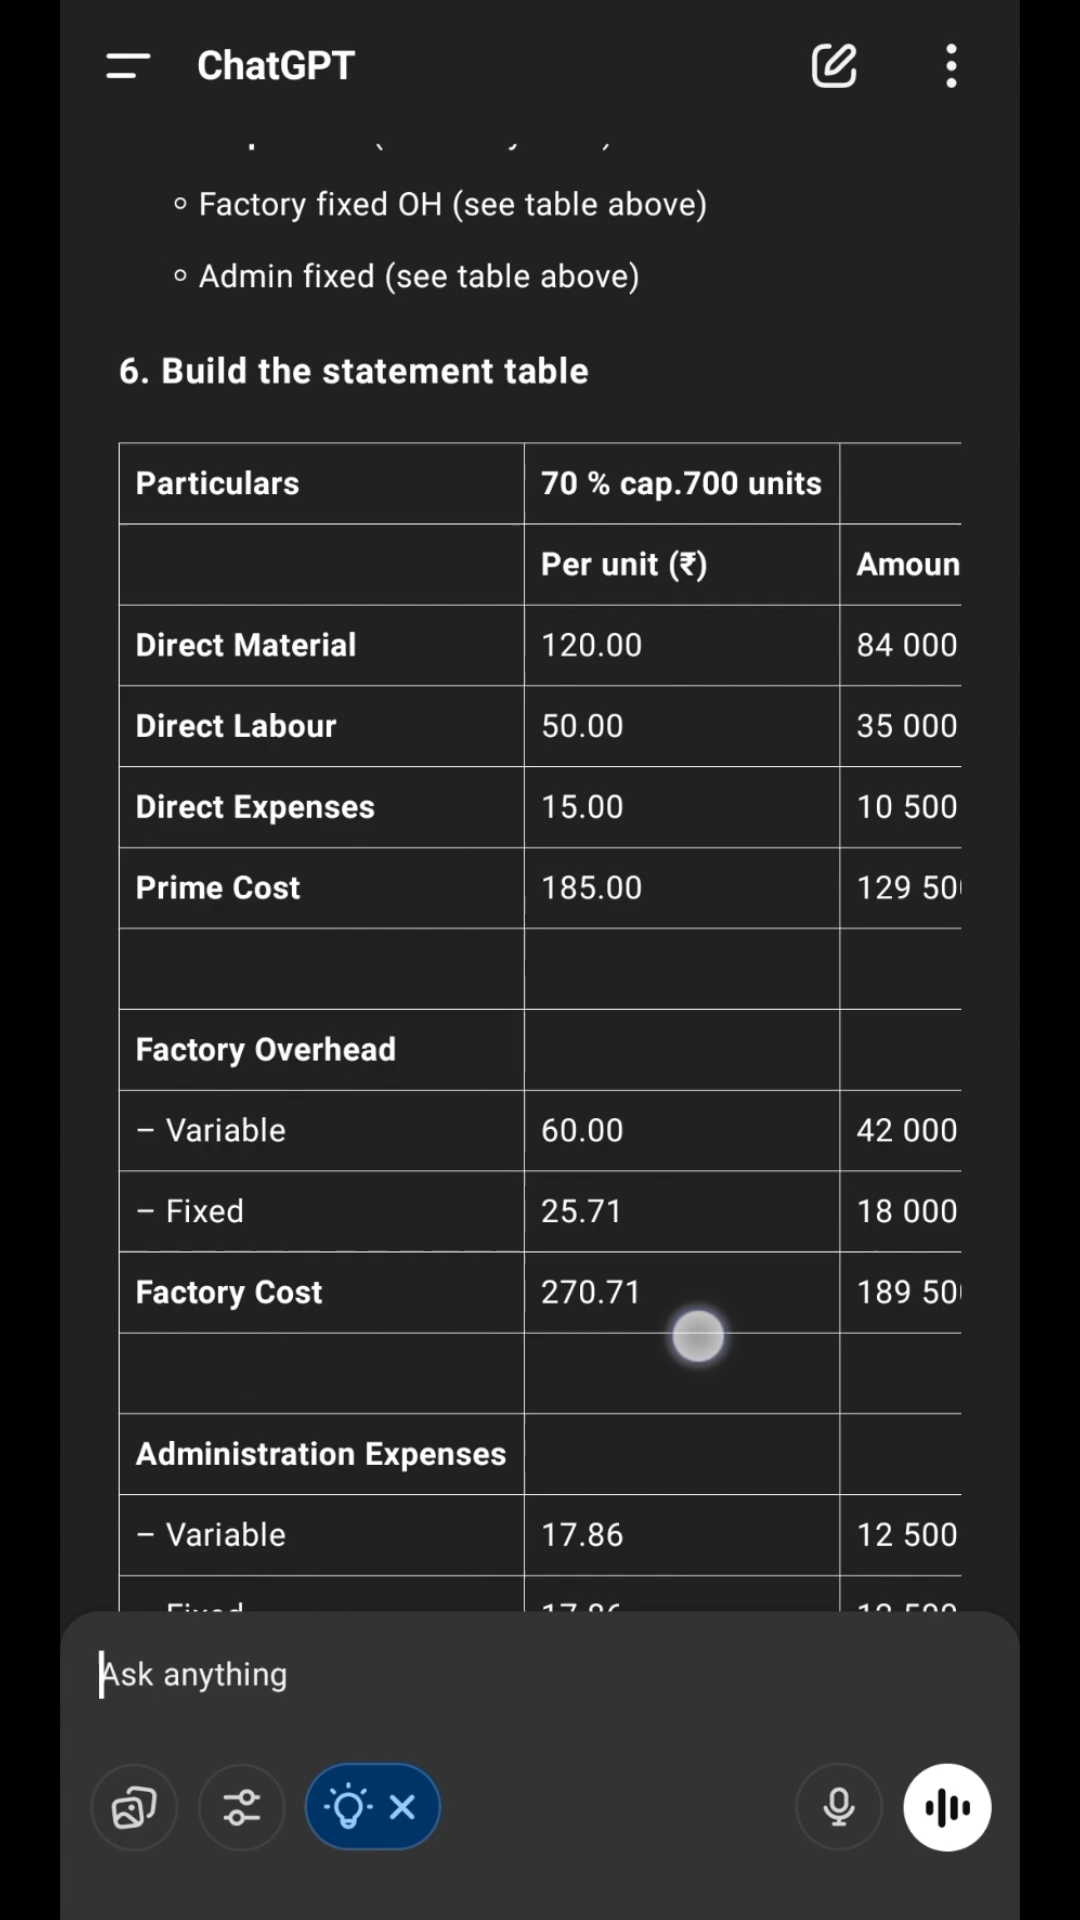 ChatGPT
Factory fixed OH (see table above)
Admin fixed (see table above)
6. Build the statement table
Particulars 70 % cap.700 units
Per unit (₹) Amoun
Direct Material 120.00 84 000
Direct Labour 50.00 35 000
Direct Expenses 15.00 10 500
Prime Cost 185.00 129 50
Factory Overhead
– Variable 60.00 42 000
– Fixed 25.71 18 000
Factory Cost 270.71 189 50
Administration Expenses
– Variable 17.86 12 500
Ask anything